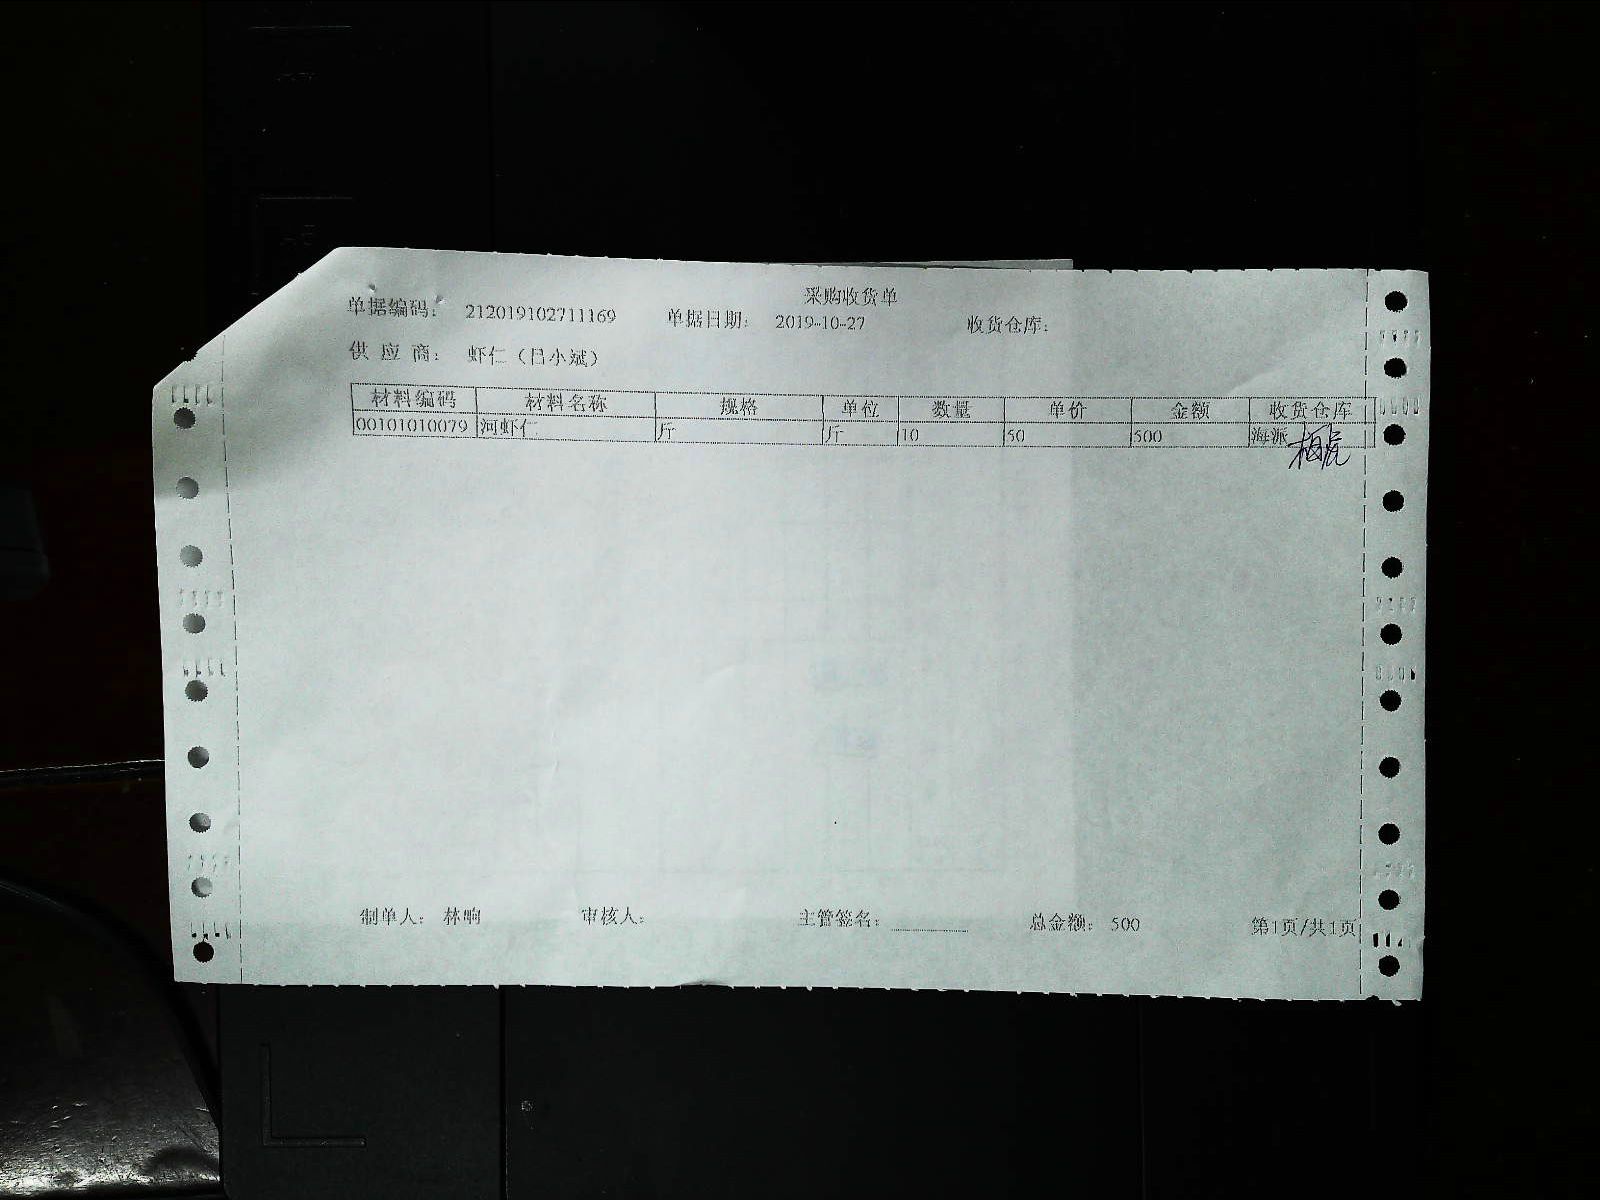 采购收货单
单据编码: 212019102711169 单据日期: 2019-10-27 收货仓库:
供 应 商: 虾仁（吕小斌）
材料编码 材料名称 规格 单位 数量 单价 金额 收货仓库
00101010079 河虾仁 斤 斤 10 50 500 海派
制单人: 林响 审核人: 主管签名: 总金额: 500 第1页/共1页